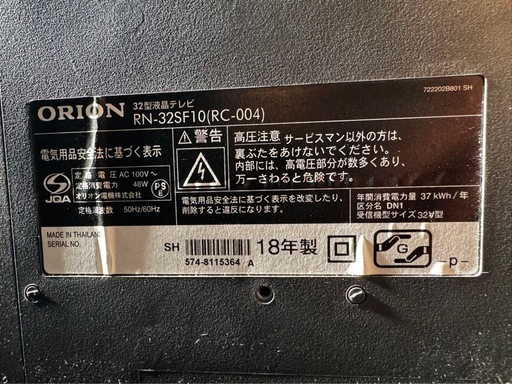 ORION
32型液晶テレビ
RN-32SF10(RC-004)
722202B801 SH
電気用品安全法に基づく表示
定格電圧 AC 100V~
定格消費電力 48W
オリオン電機株式会社
定格周波数 50Hz/60Hz
JQA
PS
E
警告
高圧注意 サービスマン以外の方は、
裏ぶたをあけないでください。
内部には、高電圧部分が数多くあり、
万一さわると危険です。
電気用品安全法に基づく表示を改変したり、
削除すると違反になります。
年間消費電力量 37 kWh/年
区分名 DN1
受信機型サイズ 32V型
MADE IN THAILAND
SERIAL NO.
SH
574-8115364 A
18年製
G
-p-